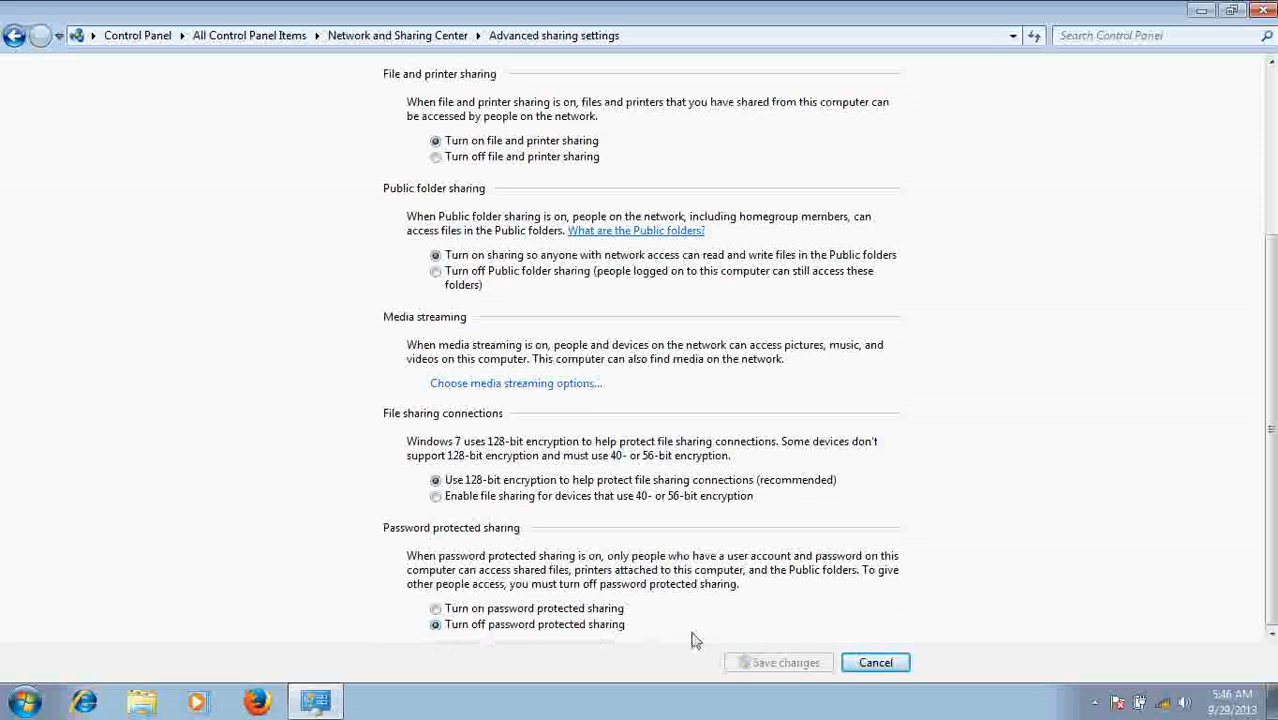 Control Panel All Control Panel Items Network and Sharing Center Advanced sharing settings Search Control Panel
File and printer sharing
When file and printer sharing is on, files and printers that you have shared from this computer can
be accessed by people on the network.
Turn on file and printer sharing
Turn off file and printer sharing
Public folder sharing
When Public folder sharing is on, people on the network, including homegroup members, can
access files in the Public folders. What are the Public folders?
Turn on sharing so anyone with network access can read and write files in the Public folders
Turn off Public folder sharing (people logged on to this computer can still access these
folders)
Media streaming
When media streaming is on, people and devices on the network can access pictures, music, and
videos on this computer. This computer can also find media on the network.
Choose media streaming options...
File sharing connections
Windows 7 uses 128-bit encryption to help protect file sharing connections. Some devices don't
support 128-bit encryption and must use 40- or 56-bit encryption.
Use 128-bit encryption to help protect file sharing connections (recommended)
Enable file sharing for devices that use 40- or 56-bit encryption
Password protected sharing
When password protected sharing is on, only people who have a user account and password on this
computer can access shared files, printers attached to this computer, and the Public folders. To give
other people access, you must turn off password protected sharing.
Turn on password protected sharing
Turn off password protected sharing
Save changes Cancel
5:46 AM
9/29/2013